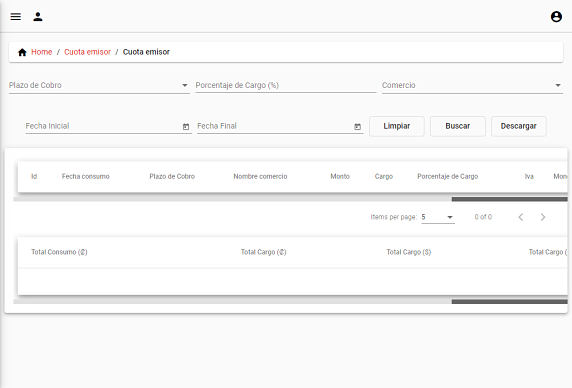 Home / Cuota emisor / Cuota emisor
Plazo de Cobro Porcentaje de Cargo (%) Comercio
Fecha Inicial Fecha Final Limpiar Buscar Descargar
Id Fecha consumo Plazo de Cobro Nombre comercio Monto Cargo Porcentaje de Cargo Iva Mon
Items per page: 5 0 of 0
Total Consumo (₡) Total Cargo (₡) Total Cargo ($) Total Cargo (